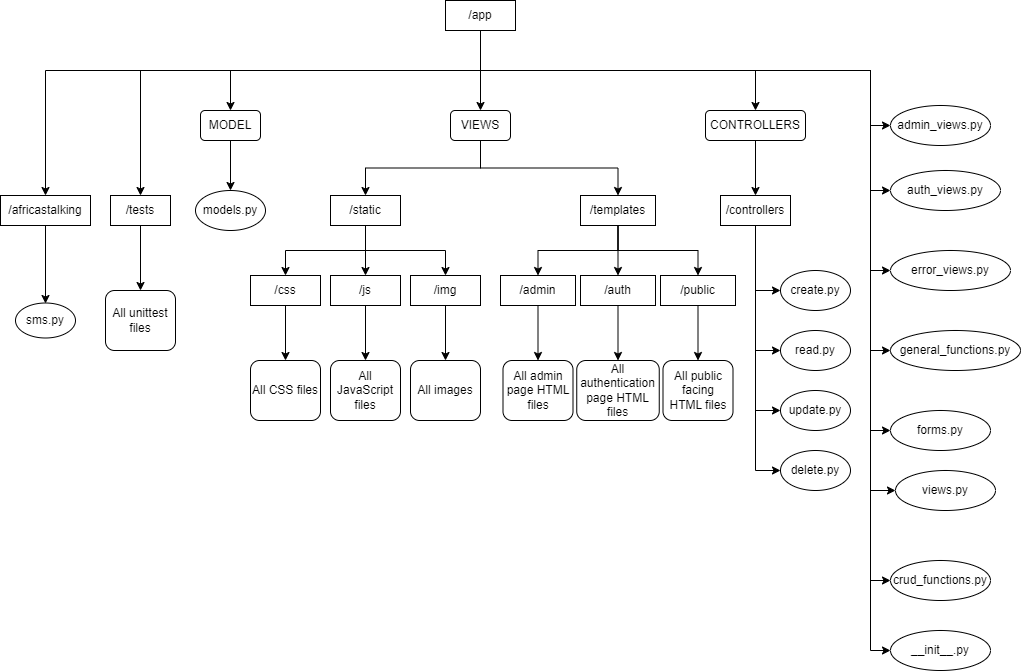 /app
MODEL
VIEWS
CONTROLLERS
admin_views.py
auth_views.py
/africastalking
/tests
models.py
/static
/templates
/controllers
error_views.py
/css
/js
/img
/admin
/auth
/public
create.py
sms.py
All unittest
files
read.py
general_functions.py
All CSS files
All
JavaScript
files
All images
All admin
page HTML
files
All
authentication
page HTML
files
All public
facing
HTML files
update.py
forms.py
delete.py
views.py
crud_functions.py
__init__.py